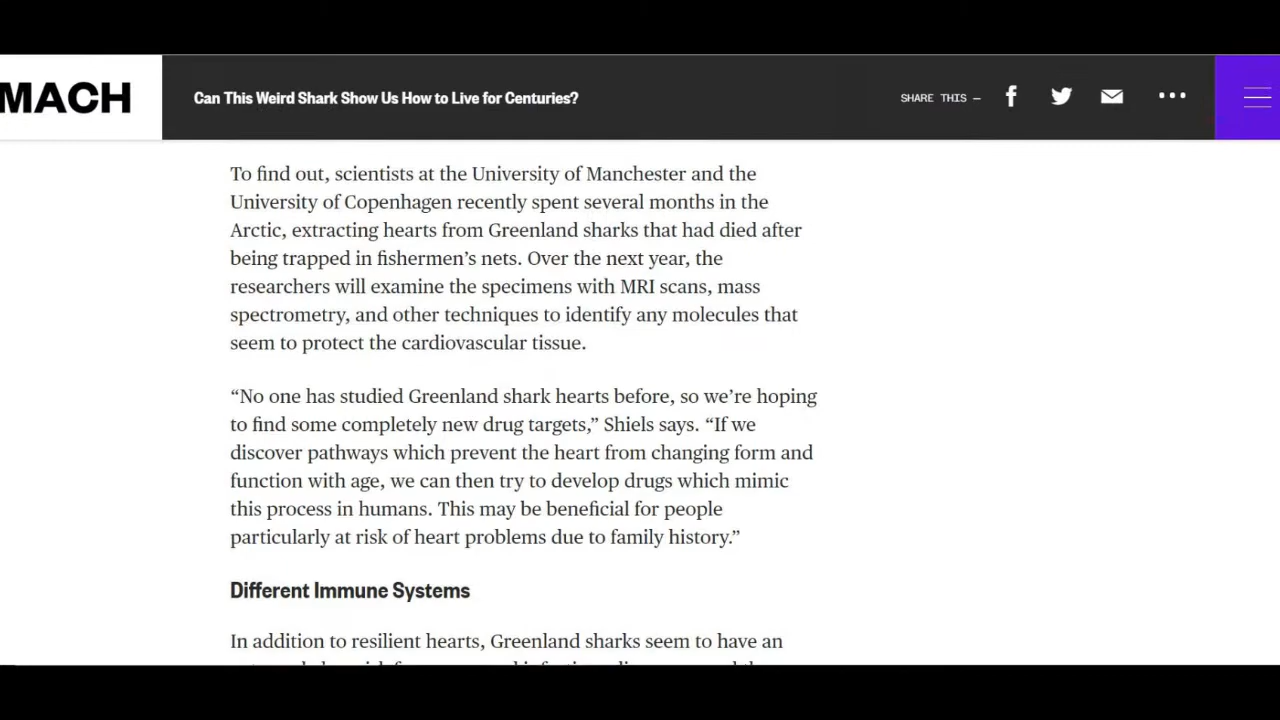 MACH
Can This Weird Shark Show Us How to Live for Centuries?
SHARE THIS —
To find out, scientists at the University of Manchester and the
University of Copenhagen recently spent several months in the
Arctic, extracting hearts from Greenland sharks that had died after
being trapped in fishermen’s nets. Over the next year, the
researchers will examine the specimens with MRI scans, mass
spectrometry, and other techniques to identify any molecules that
seem to protect the cardiovascular tissue.
“No one has studied Greenland shark hearts before, so we’re hoping
to find some completely new drug targets,” Shiels says. “If we
discover pathways which prevent the heart from changing form and
function with age, we can then try to develop drugs which mimic
this process in humans. This may be beneficial for people
particularly at risk of heart problems due to family history.”
Different Immune Systems
In addition to resilient hearts, Greenland sharks seem to have an